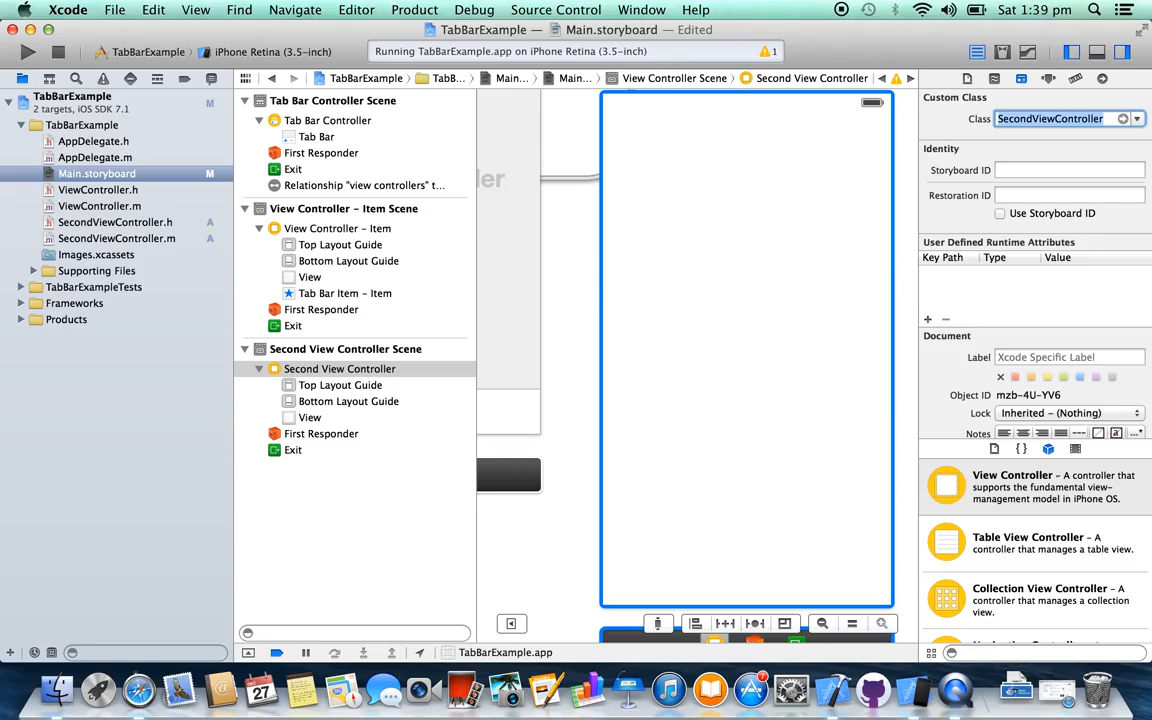 Xcode File Edit View Find Navigate Editor Product Debug Source Control Window Help Sat 1:39 pm
TabBarExample — Main.storyboard — Edited
TabBarExample iPhone Retina (3.5-inch) Running TabBarExample.app on iPhone Retina (3.5-inch) 1
TabBarExample TabB... Main... Main... View Controller Scene Second View Controller
TabBarExample M
2 targets, iOS SDK 7.1
TabBarExample
AppDelegate.h
AppDelegate.m
Main.storyboard M
ViewController.h
ViewController.m
SecondViewController.h A
SecondViewController.m A
Images.xcassets
Supporting Files
TabBarExampleTests
Frameworks
Products
Tab Bar Controller Scene
Tab Bar Controller
Tab Bar
First Responder
Exit
Relationship "view controllers" t...
View Controller – Item Scene
View Controller – Item
Top Layout Guide
Bottom Layout Guide
View
Tab Bar Item – Item
First Responder
Exit
Second View Controller Scene
Second View Controller
Top Layout Guide
Bottom Layout Guide
View
First Responder
Exit
ller
TabBarExample.app
Custom Class
Class SecondViewController
Identity
Storyboard ID
Restoration ID
Use Storyboard ID
User Defined Runtime Attributes
Key Path Type Value
Document
Label Xcode Specific Label
Object ID mzb-4U-YV6
Lock Inherited – (Nothing)
Notes
View Controller – A controller that
supports the fundamental view-
management model in iPhone OS.
Table View Controller – A
controller that manages a table view.
Collection View Controller – A
controller that manages a collection
view.
27
7